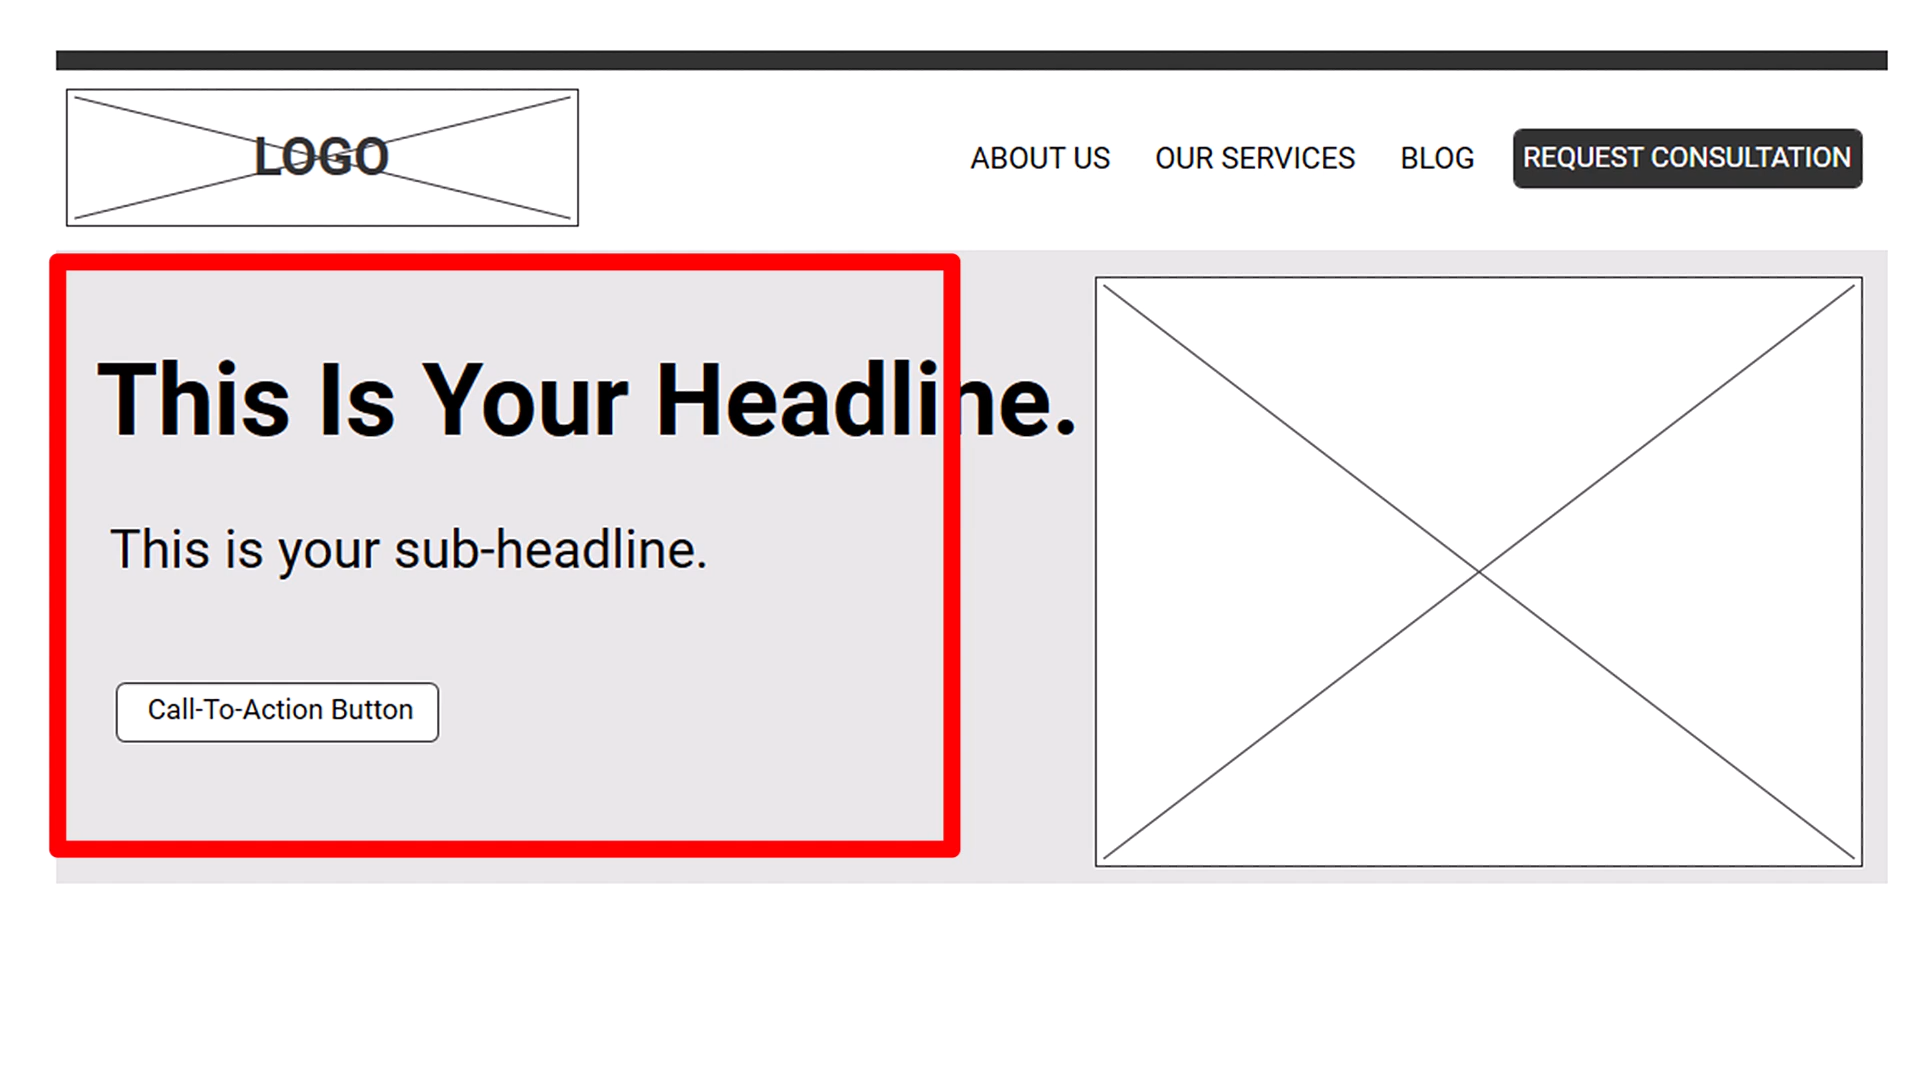 LOGO
ABOUT US OUR SERVICES BLOG REQUEST CONSULTATION
This Is Your Headline.
This is your sub-headline.
Call-To-Action Button